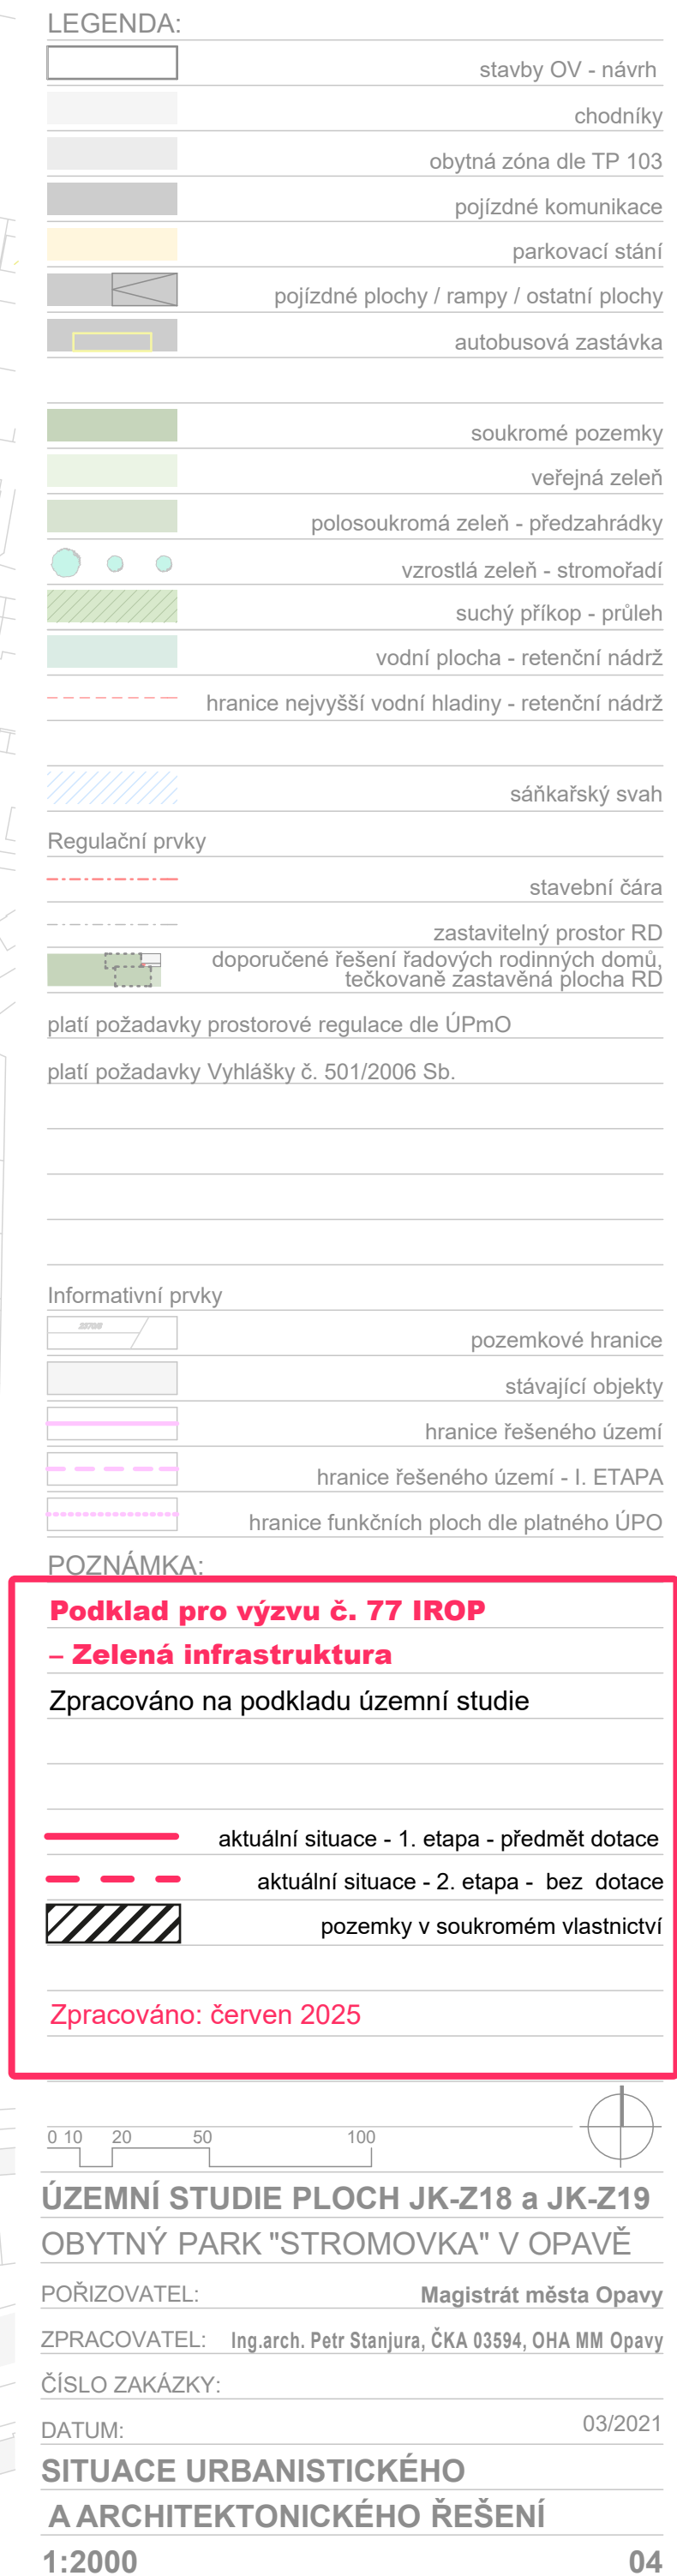 LEGENDA:
stavby OV - návrh
chodníky
obytná zóna dle TP 103
pojízdné komunikace
parkovací stání
pojízdné plochy / rampy / ostatní plochy
autobusová zastávka
soukromé pozemky
veřejná zeleň
polosoukromá zeleň - předzahrádky
vzrostlá zeleň - stromořadí
suchý příkop - průleh
vodní plocha - retenční nádrž
hranice nejvyšší vodní hladiny - retenční nádrž
sáňkařský svah
Regulační prvky
stavební čára
zastavitelný prostor RD
doporučené řešení řadových rodinných domů,
tečkovaně zastavěná plocha RD
platí požadavky prostorové regulace dle ÚPmO
platí požadavky Vyhlášky č. 501/2006 Sb.
Informativní prvky
pozemkové hranice
stávající objekty
hranice řešeného území
hranice řešeného území - I. ETAPA
hranice funkčních ploch dle platného ÚPO
POZNÁMKA:
Podklad pro výzvu č. 77 IROP
– Zelená infrastruktura
Zpracováno na podkladu územní studie
aktuální situace - 1. etapa - předmět dotace
aktuální situace - 2. etapa - bez dotace
pozemky v soukromém vlastnictví
Zpracováno: červen 2025
0 10 20 50 100
ÚZEMNÍ STUDIE PLOCH JK-Z18 a JK-Z19
OBYTNÝ PARK "STROMOVKA" V OPAVĚ
POŘIZOVATEL: Magistrát města Opavy
ZPRACOVATEL: Ing.arch. Petr Stanjura, ČKA 03594, OHA MM Opavy
ČÍSLO ZAKÁZKY:
DATUM: 03/2021
SITUACE URBANISTICKÉHO
A ARCHITEKTONICKÉHO ŘEŠENÍ
1:2000 04